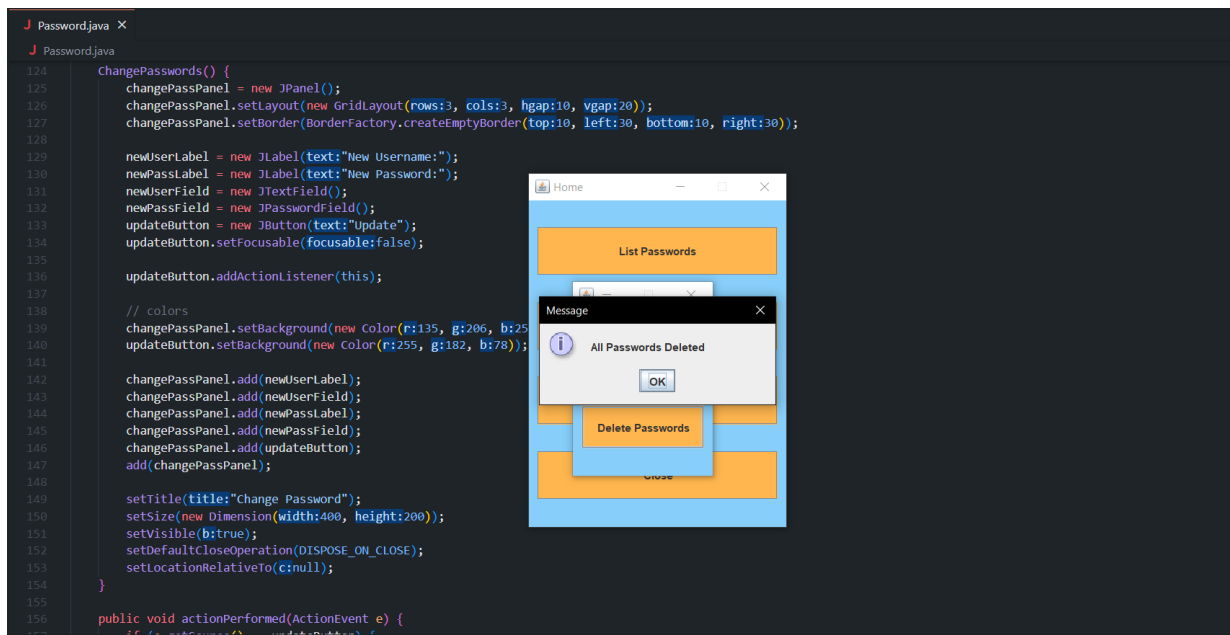 J Password.java ×
J Password.java
124 ChangePasswords() {
125 changePassPanel = new JPanel();
126 changePassPanel.setLayout(new GridLayout(rows:3, cols:3, hgap:10, vgap:20));
127 changePassPanel.setBorder(BorderFactory.createEmptyBorder(top:10, left:30, bottom:10, right:30));
128
129 newUserLabel = new JLabel(text:"New Username:");
130 newPassLabel = new JLabel(text:"New Password:");
131 newUserField = new JTextField();
132 newPassField = new JPasswordField();
133 updateButton = new JButton(text:"Update");
134 updateButton.setFocusable(focusable:false);
135
136 updateButton.addActionListener(this);
137
138 // colors
139 changePassPanel.setBackground(new Color(r:135, g:206, b:25
140 updateButton.setBackground(new Color(r:255, g:182, b:78));
141
142 changePassPanel.add(newUserLabel);
143 changePassPanel.add(newUserField);
144 changePassPanel.add(newPassLabel);
145 changePassPanel.add(newPassField);
146 changePassPanel.add(updateButton);
147 add(changePassPanel);
148
149 setTitle(title:"Change Password");
150 setSize(new Dimension(width:400, height:200));
151 setVisible(b:true);
152 setDefaultCloseOperation(DISPOSE_ON_CLOSE);
153 setLocationRelativeTo(c:null);
154 }
155
156 public void actionPerformed(ActionEvent e) {
Home
List Passwords
Message
All Passwords Deleted
OK
Delete Passwords
Close